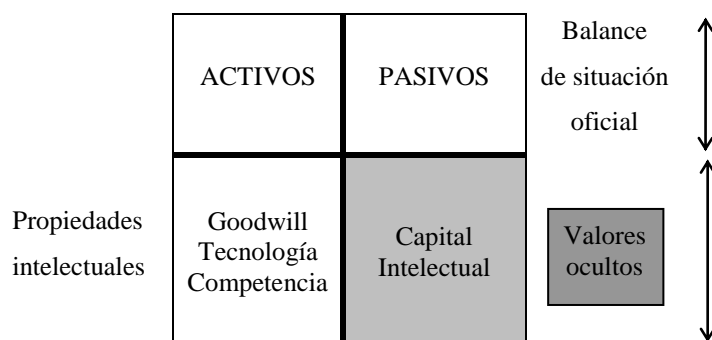 ACTIVOS
PASIVOS
Balance
de situación
oficial
Propiedades
intelectuales
Goodwill
Tecnología
Competencia
Capital
Intelectual
Valores
ocultos